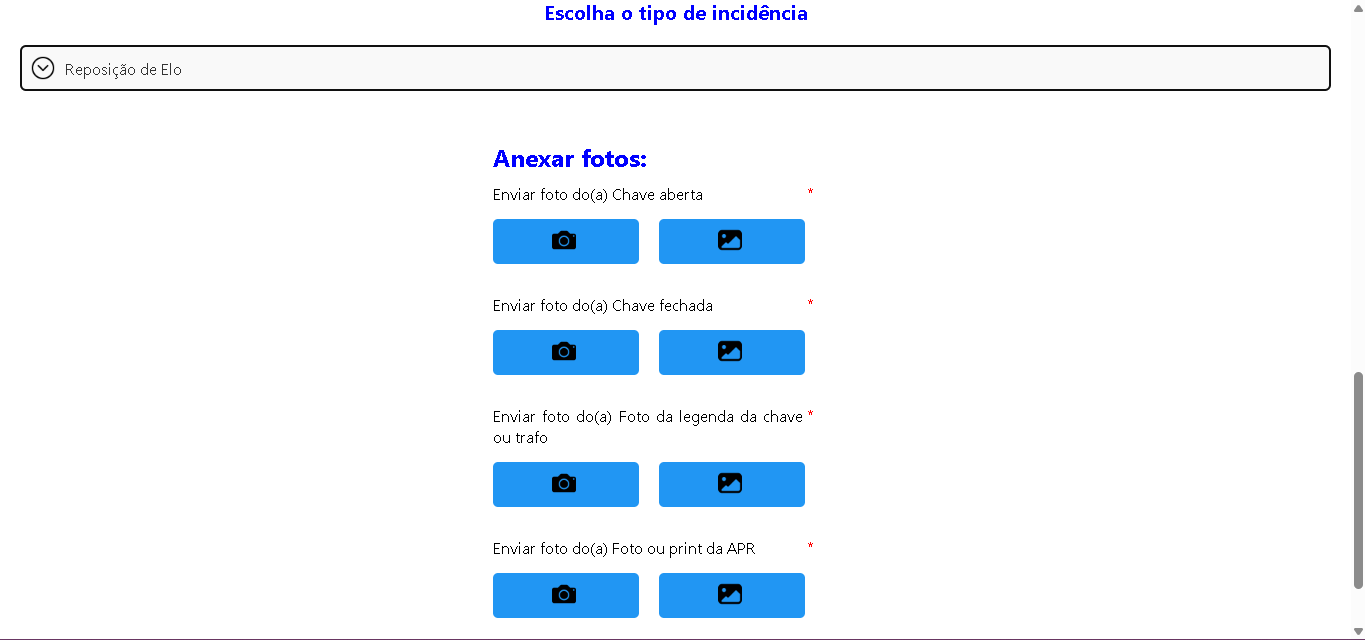 Escolha o tipo de incidência
Reposição de Elo
Anexar fotos:
Enviar foto do(a) Chave aberta *
Enviar foto do(a) Chave fechada *
Enviar foto do(a) Foto da legenda da chave *
ou trafo
Enviar foto do(a) Foto ou print da APR *